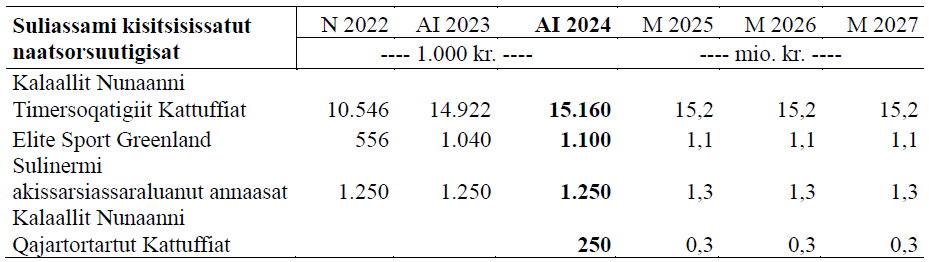 Suliassami kisitsisissatut N 2022 AI 2023 AI 2024 M 2025 M 2026 M 2027
naatsorsuutigisat ---- 1.000 kr. ---- ---- mio. kr. ----
Kalaallit Nunaanni
Timersoqatigiit Kattuffiat 10.546 14.922 15.160 15,2 15,2 15,2
Elite Sport Greenland 556 1.040 1.100 1,1 1,1 1,1
Sulinermi
akissarsiassaraluanut annaasat 1.250 1.250 1.250 1,3 1,3 1,3
Kalaallit Nunaanni
Qajartortartut Kattuffiat 250 0,3 0,3 0,3